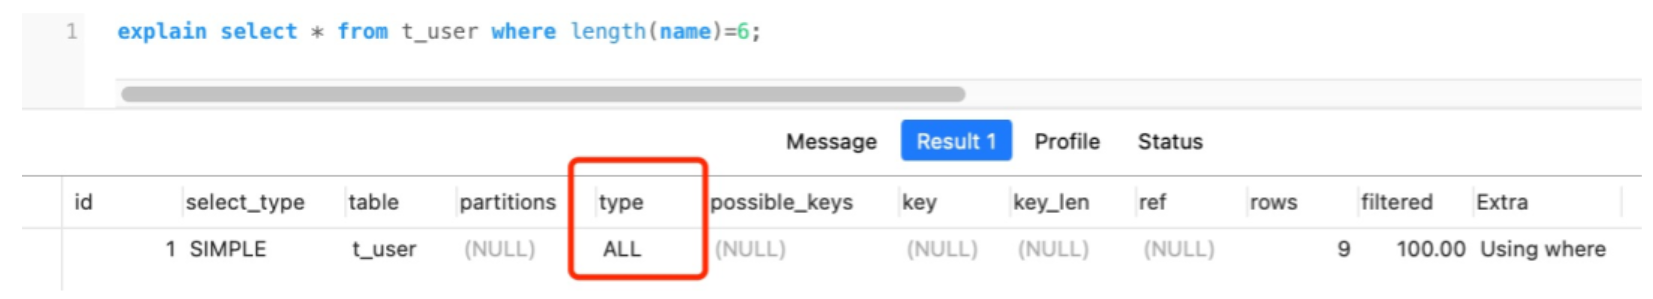 1 explain select * from t_user where length(name)=6;
Message Result 1 Profile Status
id select_type table partitions type possible_keys key key_len ref rows filtered Extra
1 SIMPLE t_user (NULL) ALL (NULL) (NULL) (NULL) (NULL) 9 100.00 Using where